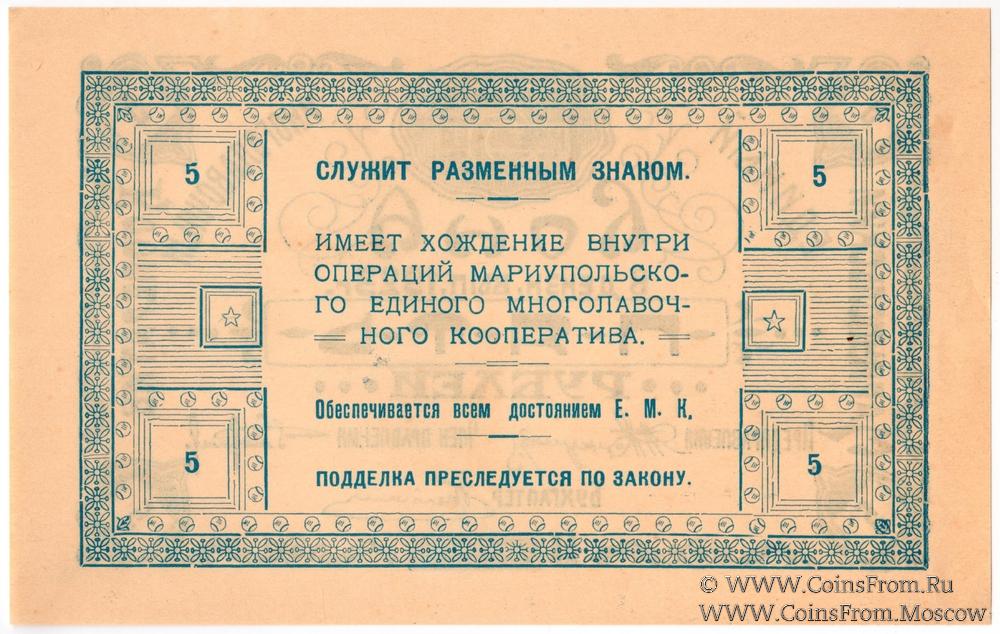 5 СЛУЖИТ РАЗМЕННЫМ ЗНАКОМ. 5
ИМЕЕТ ХОЖДЕНИЕ ВНУТРИ
ОПЕРАЦИЙ МАРИУПОЛЬСКО-
ГО ЕДИНОГО МНОГОЛАВОЧ-
НОГО КООПЕРАТИВА.
Обеспечивается всем достоянием Е. М. К.
5 ПОДДЕЛКА ПРЕСЛЕДУЕТСЯ ПО ЗАКОНУ. 5
© WWW.CoinsFrom.Ru
WWW.CoinsFrom.Moscow